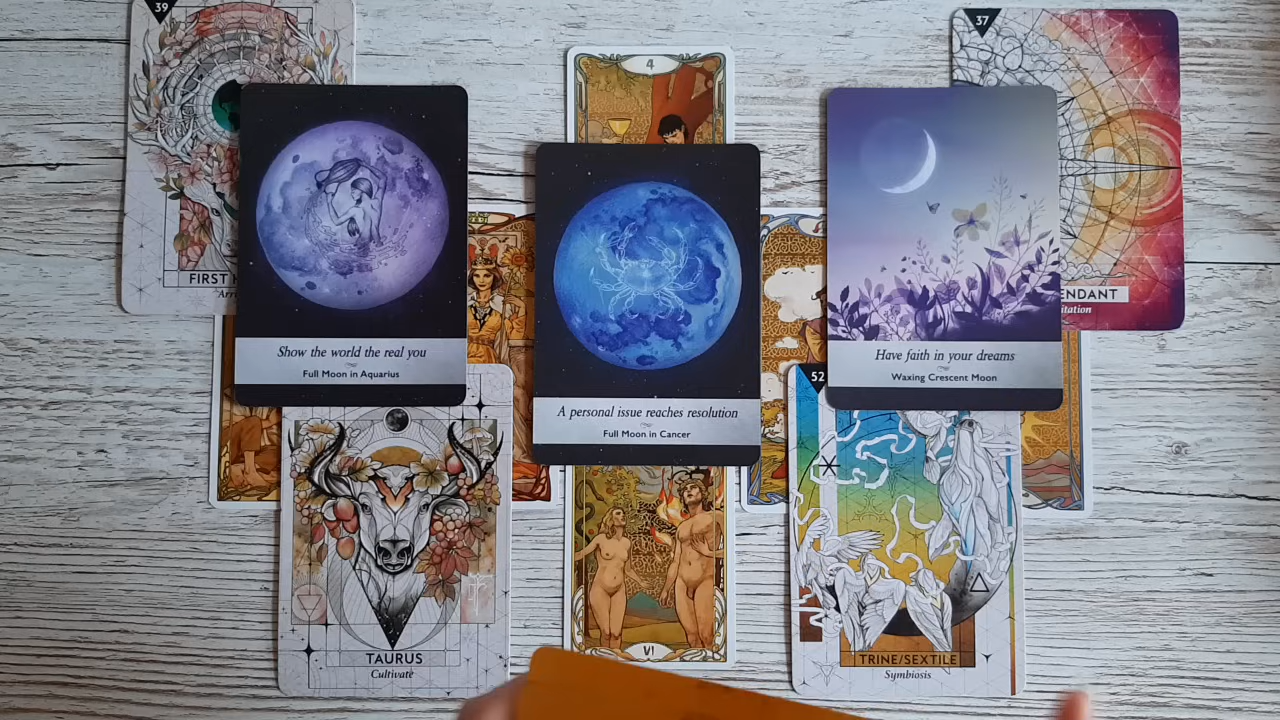 39
37
4
FIRST
ENDANT
itation
Show the world the real you
Full Moon in Aquarius
A personal issue reaches resolution
Full Moon in Cancer
Have faith in your dreams
Waxing Crescent Moon
52
TAURUS
Cultivate
VI
TRINE/SEXTILE
Symbiosis